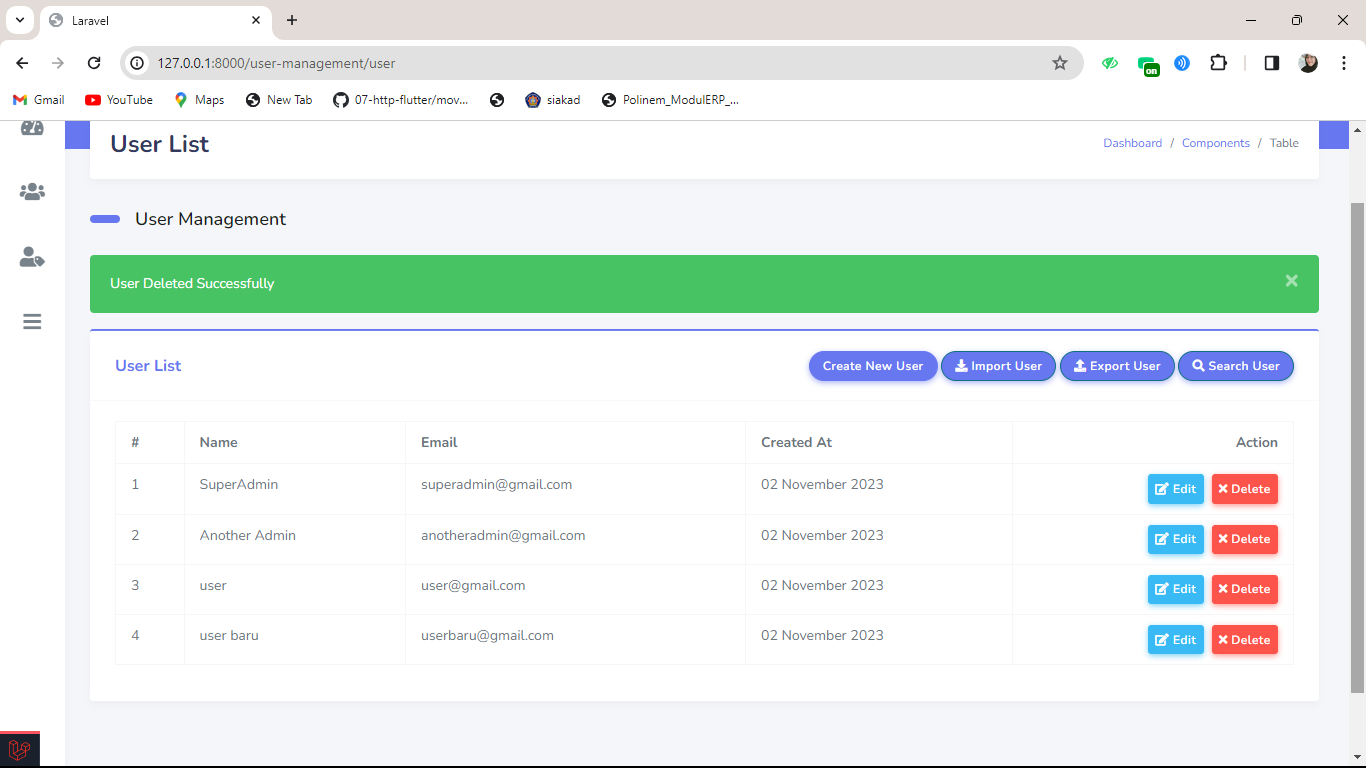 Laravel
127.0.0.1:8000/user-management/user
on
Gmail YouTube Maps New Tab 07-http-flutter/mov... siakad Polinem_ModulERP_...
User List
Dashboard / Components / Table
User Management
User Deleted Successfully
User List
Create New User Import User Export User Search User
# Name Email Created At Action
1 SuperAdmin superadmin@gmail.com 02 November 2023 Edit Delete
2 Another Admin anotheradmin@gmail.com 02 November 2023 Edit Delete
3 user user@gmail.com 02 November 2023 Edit Delete
4 user baru userbaru@gmail.com 02 November 2023 Edit Delete